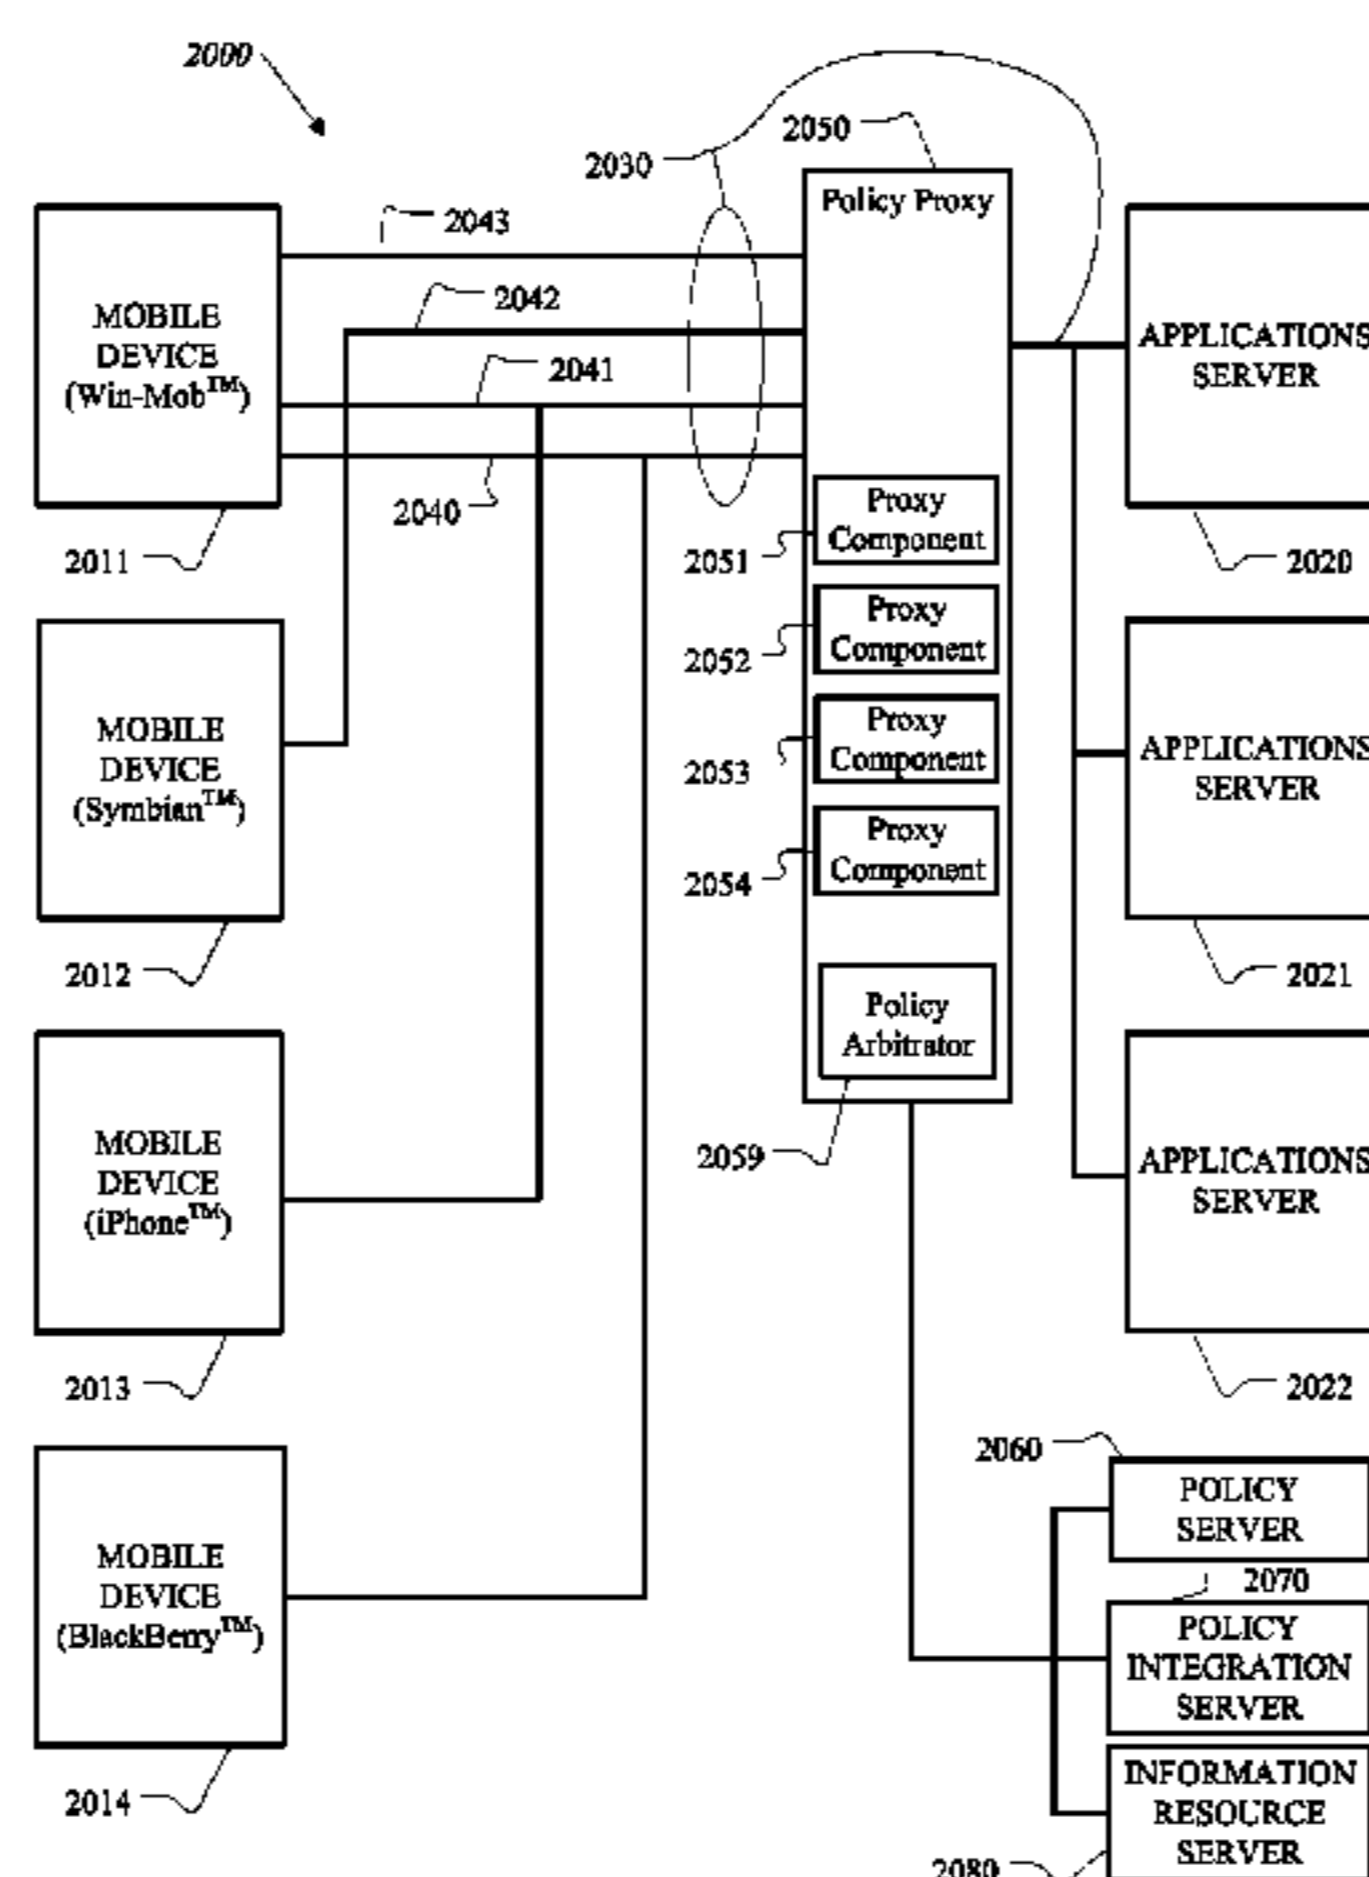 2000
2050
2030
Policy Proxy
2043
2042
2041
2040
MOBILE
DEVICE
(Win-Mob™)
2011
APPLICATIONS
SERVER
2020
Proxy
Component
2051
Proxy
Component
2052
Proxy
Component
2053
Proxy
Component
2054
MOBILE
DEVICE
(Symbian™)
2012
APPLICATIONS
SERVER
2021
Policy
Arbitrator
2059
MOBILE
DEVICE
(iPhone™)
2013
APPLICATIONS
SERVER
2022
2060
POLICY
SERVER
2070
POLICY
INTEGRATION
SERVER
MOBILE
DEVICE
(BlackBerry™)
2014
INFORMATION
RESOURCE
SERVER
2080